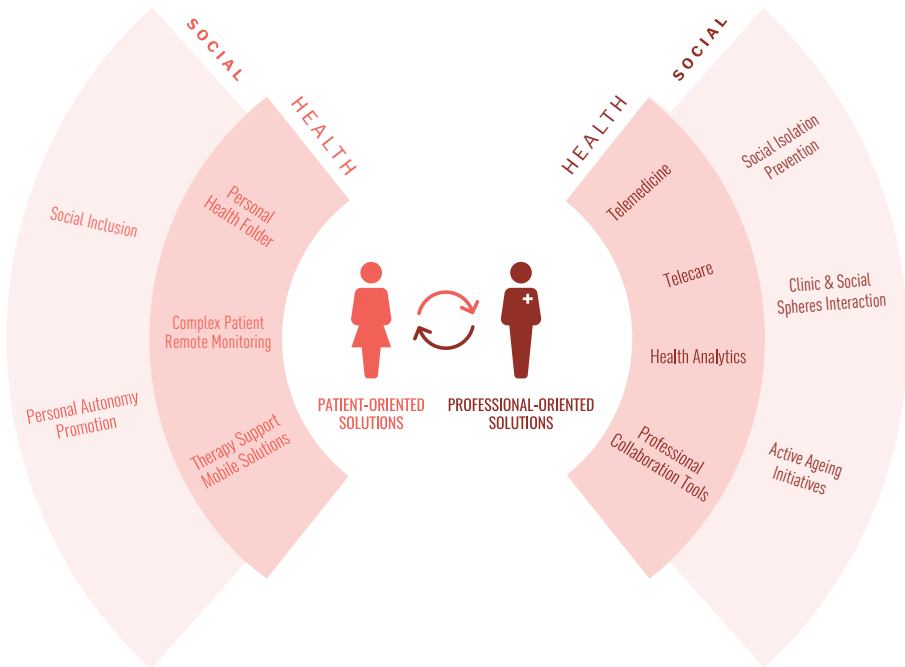 SOCIAL
HEALTH
Personal
Health Folder
Social Inclusion
Complex Patient
Remote Monitoring
Personal Autonomy
Promotion
Therapy Support
Mobile Solutions
PATIENT-ORIENTED
SOLUTIONS
PROFESSIONAL-ORIENTED
SOLUTIONS
HEALTH
SOCIAL
Telemedicine
Social Isolation
Prevention
Telecare
Clinic & Social
Spheres Interaction
Health Analytics
Professional
Collaboration Tools
Active Ageing
Initiatives